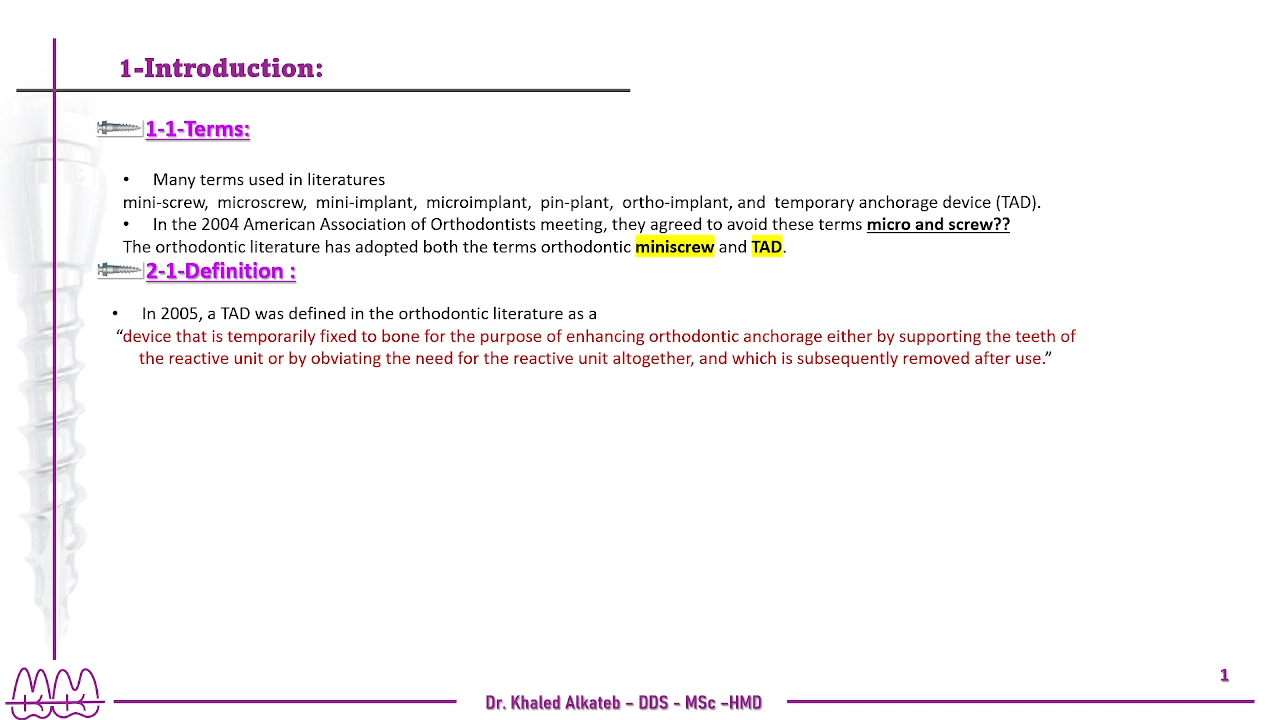 1-Introduction:
1-1-Terms:
• Many terms used in literatures
mini-screw, microscrew, mini-implant, microimplant, pin-plant, ortho-implant, and temporary anchorage device (TAD).
• In the 2004 American Association of Orthodontists meeting, they agreed to avoid these terms micro and screw??
The orthodontic literature has adopted both the terms orthodontic miniscrew and TAD.
2-1-Definition :
• In 2005, a TAD was defined in the orthodontic literature as a
“device that is temporarily fixed to bone for the purpose of enhancing orthodontic anchorage either by supporting the teeth of
the reactive unit or by obviating the need for the reactive unit altogether, and which is subsequently removed after use.”
1
Dr. Khaled Alkateb – DDS - MSc –HMD